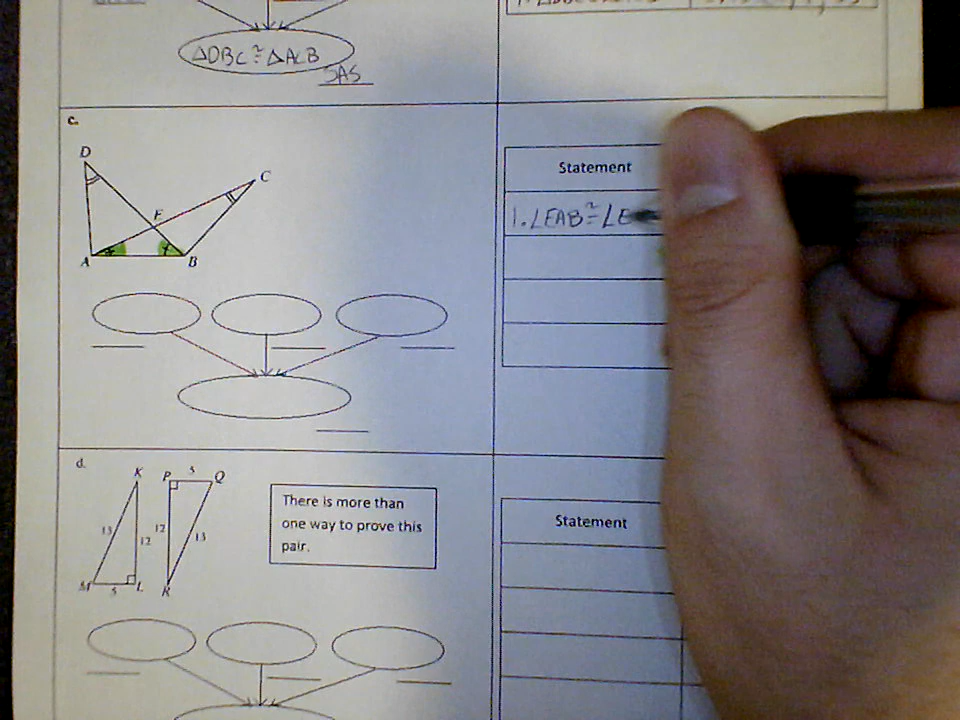 △DBC ≅ △ACB
SAS
c.
D
C
E
A
B
Statement
1. ∠EAB ≅ ∠E
d.
K P 5 Q
There is more than
one way to prove this
pair.
13 12 12 13
M 5 L R
Statement